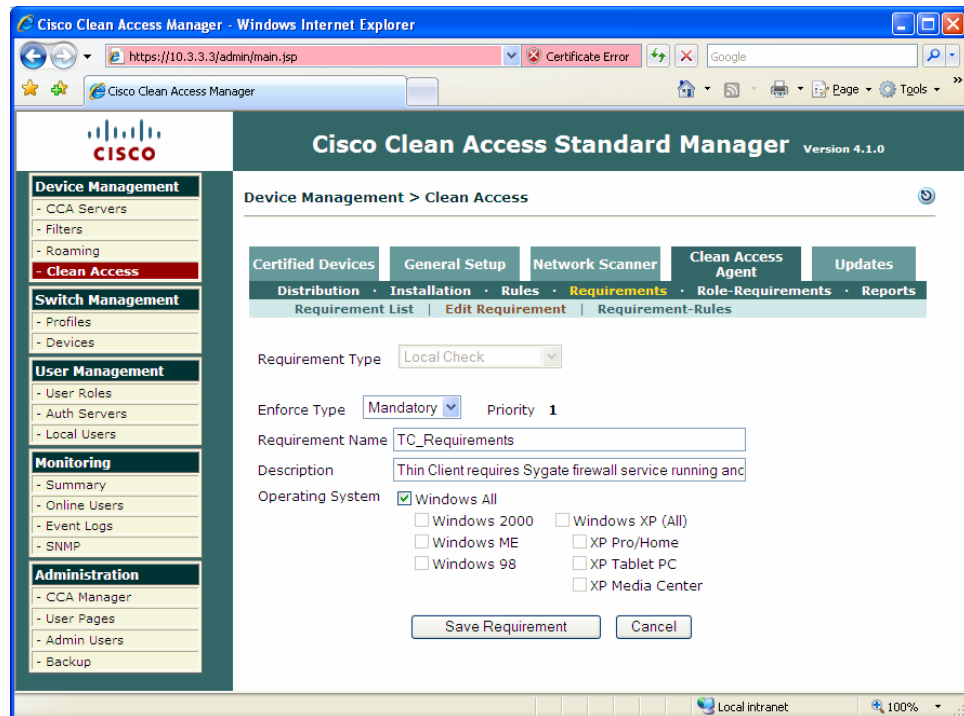 Cisco Clean Access Manager - Windows Internet Explorer
https://10.3.3.3/admin/main.jsp
Certificate Error
Google
Cisco Clean Access Manager
Page
Tools
»
CISCO
Cisco Clean Access Standard Manager Version 4.1.0
Device Management
- CCA Servers
- Filters
- Roaming
- Clean Access
Switch Management
- Profiles
- Devices
User Management
- User Roles
- Auth Servers
- Local Users
Monitoring
- Summary
- Online Users
- Event Logs
- SNMP
Administration
- CCA Manager
- User Pages
- Admin Users
- Backup
Device Management > Clean Access
Certified Devices
General Setup
Network Scanner
Clean Access
Agent
Updates
Distribution · Installation · Rules · Requirements · Role-Requirements · Reports
Requirement List | Edit Requirement | Requirement-Rules
Requirement Type Local Check
Enforce Type Mandatory Priority 1
Requirement Name TC_Requirements
Description Thin Client requires Sygate firewall service running anc
Operating System Windows All
Windows 2000 Windows XP (All)
Windows ME XP Pro/Home
Windows 98 XP Tablet PC
XP Media Center
Save Requirement Cancel
Local intranet 100%